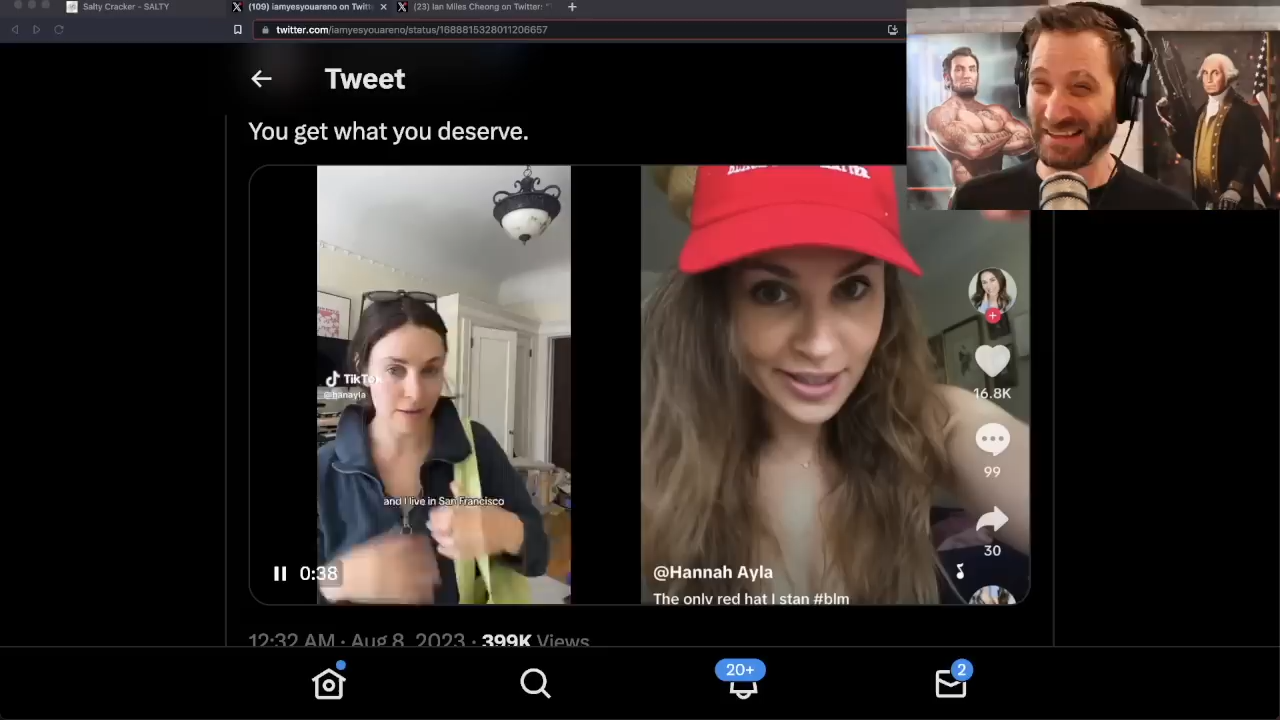 Salty Cracker - SALTY
(109) iamyesyouareno on Twitt
(23) Ian Miles Cheong on Twitter: "
twitter.com/iamyesyouareno/status/1688815328011206657
Tweet
You get what you deserve.
TikTok
@hanayla
and I live in San Francisco
0:38
16.8K
99
30
@Hannah Ayla
The only red hat I stan #blm
12:32 AM · Aug 8, 2023 · 399K Views
20+
2